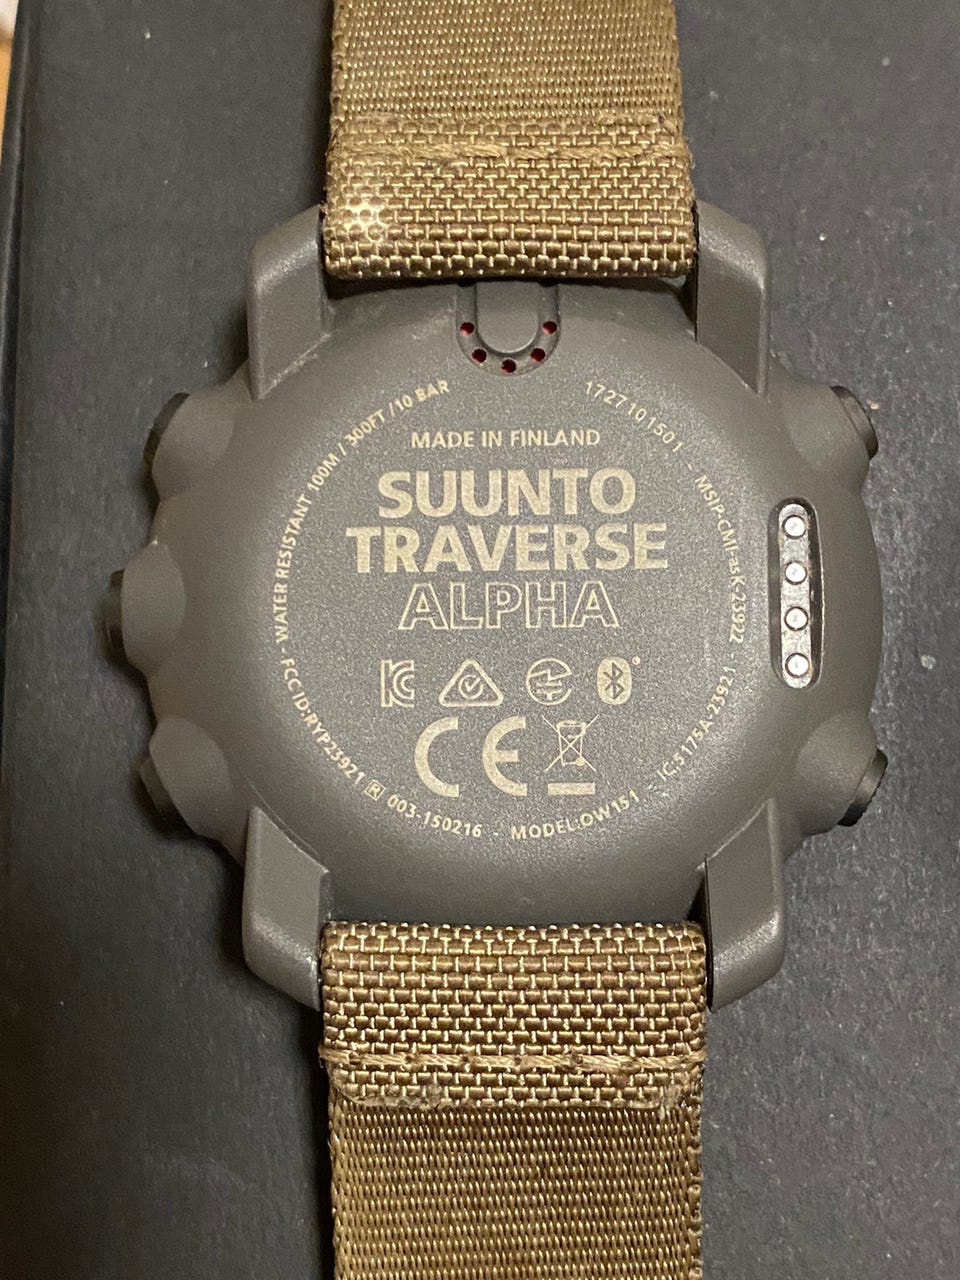 MADE IN FINLAND
SUUNTO
TRAVERSE
ALPHA
CE
FCC ID:RYP23921 - WATER RESISTANT 100M / 300FT / 10 BAR
1727101501 - MSIP-CMI-as K-23922
R 003-150216 - MODEL:OW151 - IC:5175A-23921